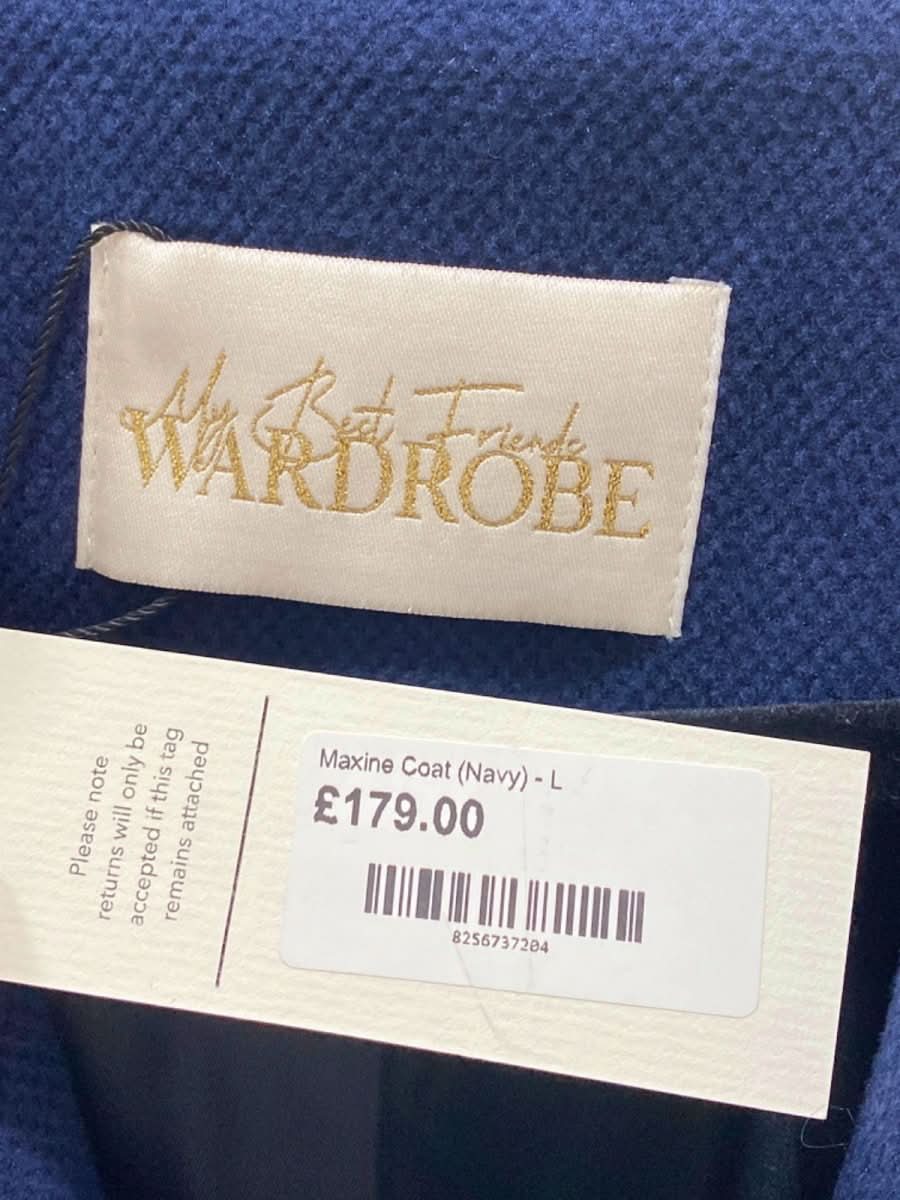 My Best Friends
WARDROBE
Please note
returns will only be
accepted if this tag
remains attached
Maxine Coat (Navy) - L
£179.00
8256737204